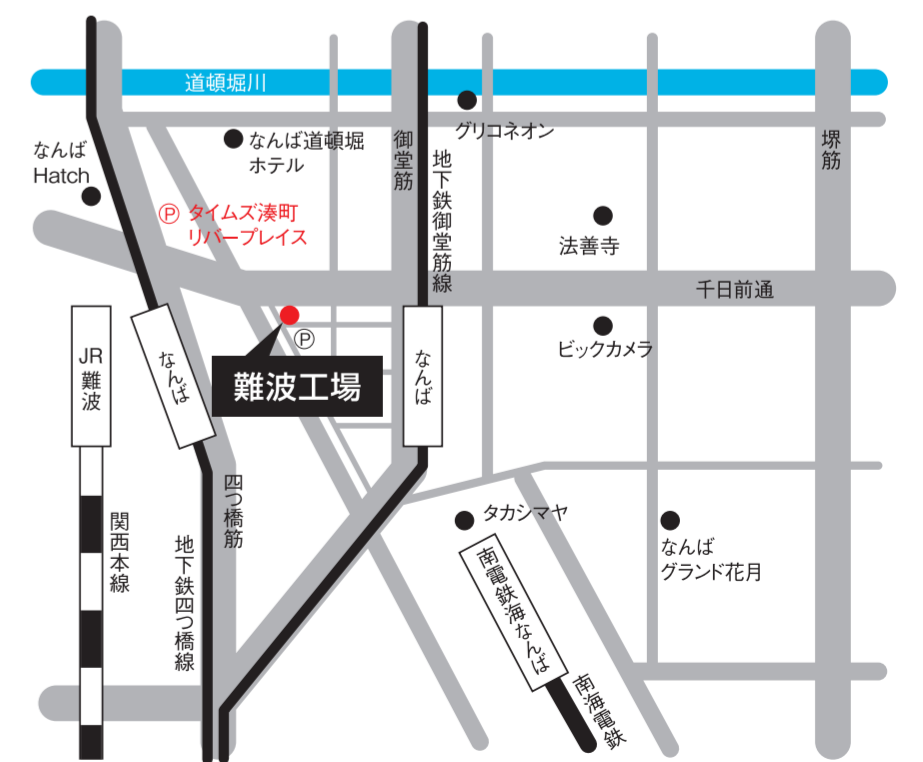 道頓堀川
グリコネオン
なんば道頓堀
ホテル
御堂筋
地下鉄御堂筋線
堺筋
なんば
Hatch
Ⓟ タイムズ湊町
リバープレイス
法善寺
千日前通
Ⓟ
ビックカメラ
JR
難波
なんば
難波工場
なんば
四つ橋筋
タカシマヤ
関西本線
地下鉄四つ橋線
南電鉄海なんば
なんば
グランド花月
南海電鉄